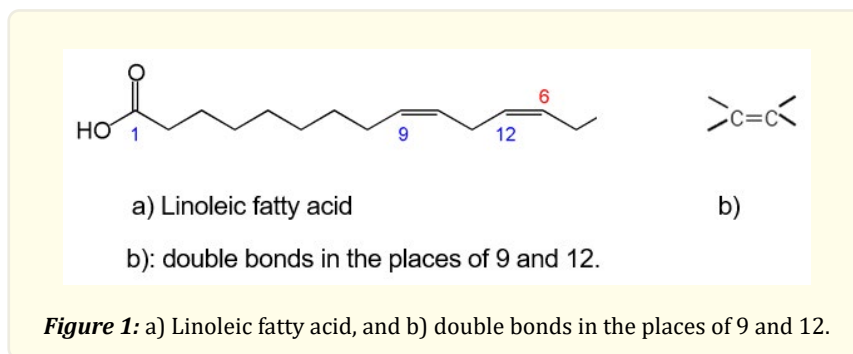 O
6
HO 1 9 12 C=C
a) Linoleic fatty acid b)
b): double bonds in the places of 9 and 12.
Figure 1: a) Linoleic fatty acid, and b) double bonds in the places of 9 and 12.